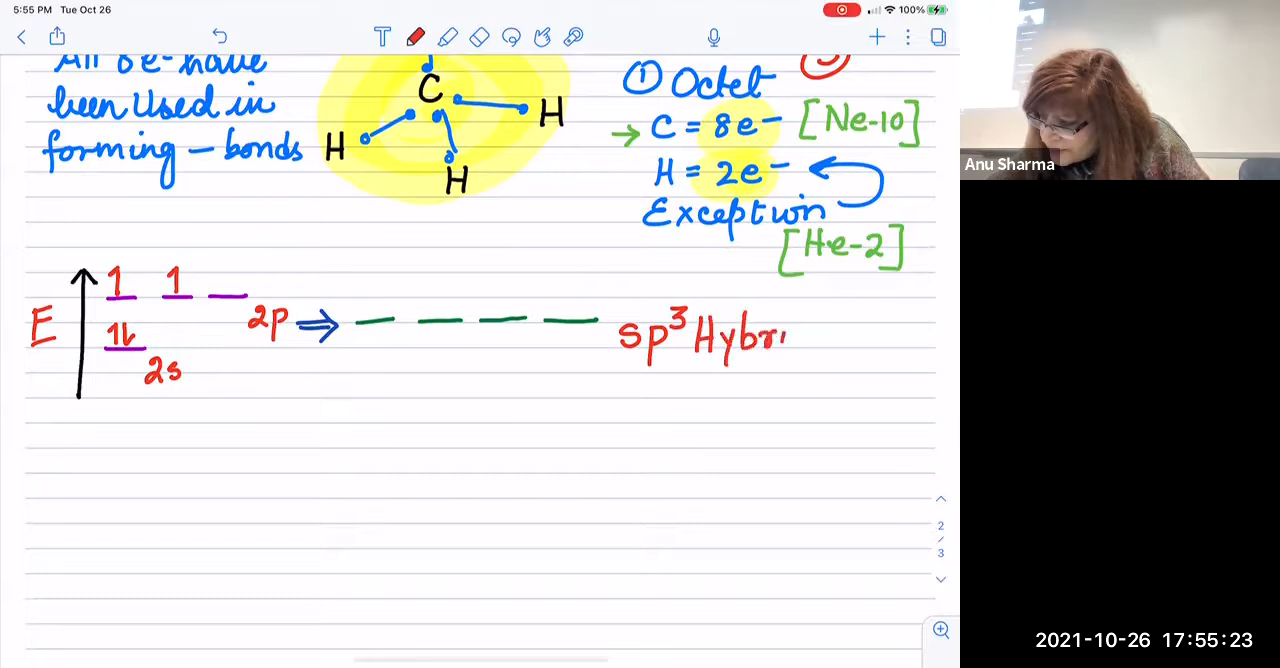 5:55 PM Tue Oct 26
100%
All 8e- have
been Used in
forming – bonds
C
H
H
H
① Octet
→ C = 8e– [Ne-10]
H = 2e–
Exception
[He-2]
E
1 1
2p ⇒
1l
2s
sp³ Hybr
Anu Sharma
2
/
3
2021-10-26 17:55:23